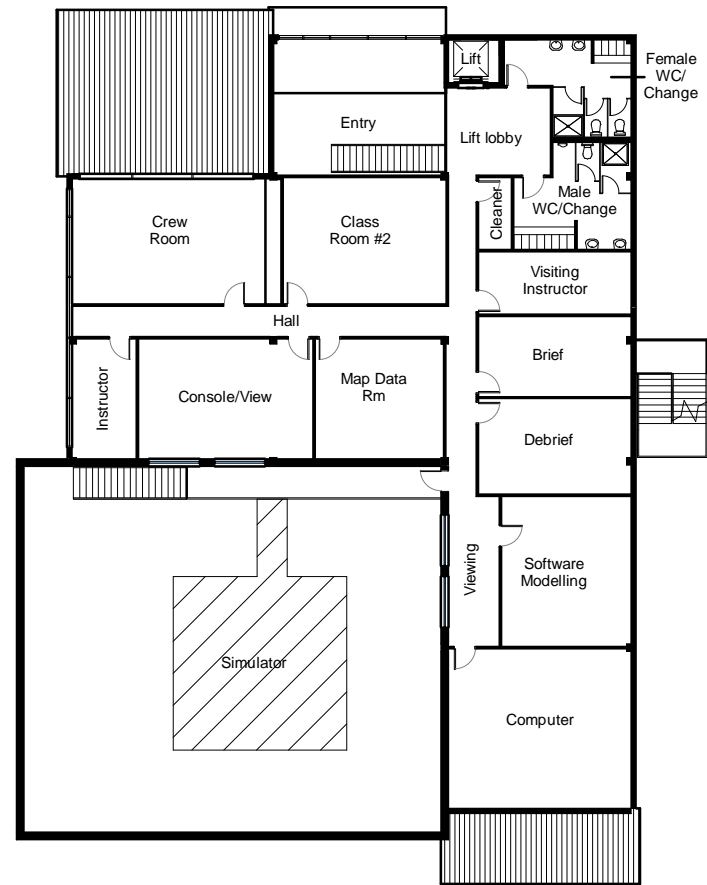 Lift
Female
WC/
Change
Entry
Lift lobby
Male
WC/Change
Cleaner
Crew
Room
Class
Room #2
Visiting
Instructor
Hall
Brief
Instructor
Console/View
Map Data
Rm
Debrief
Viewing
Software
Modelling
Simulator
Computer